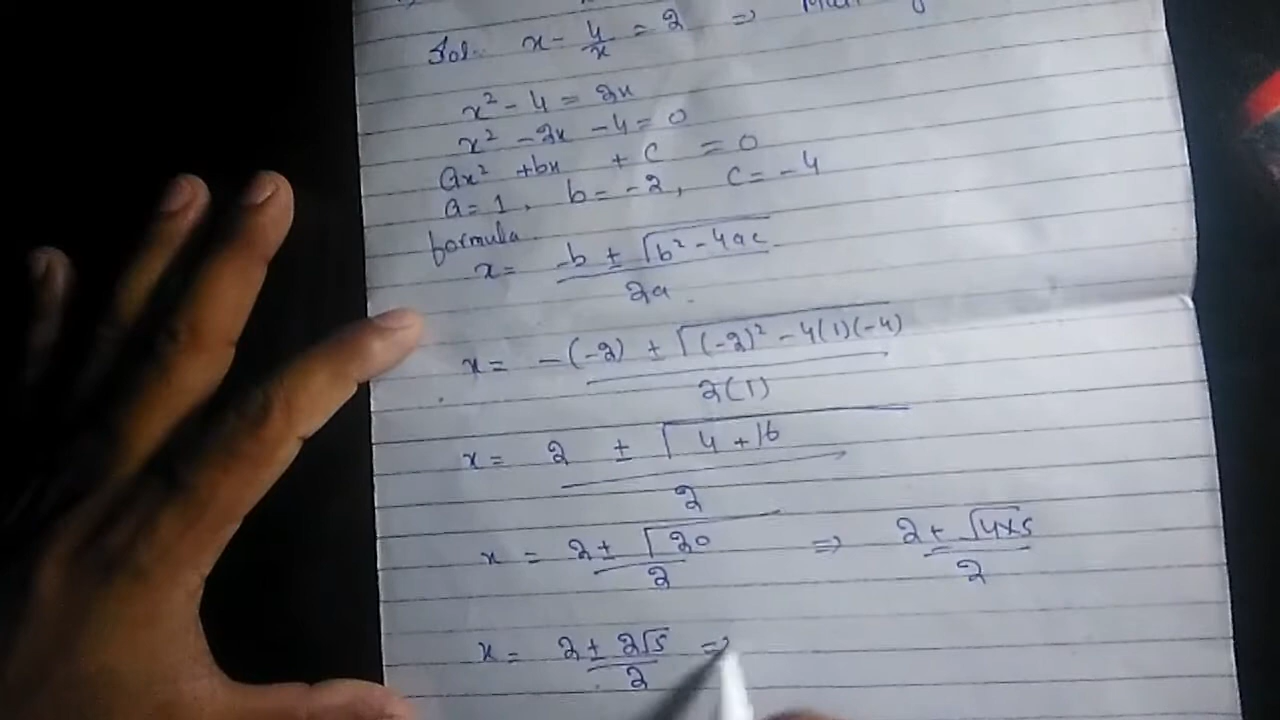 Sol. x - 4/x = 2 ⇒
x² - 4 = 2x
x² - 2x - 4 = 0
ax² + bx + c = 0
a = 1, b = -2, c = -4
formula
x = -b ± √b² - 4ac / 2a
x = -(-2) ± √(-2)² - 4(1)(-4) / 2(1)
x = 2 ± √4 + 16 / 2
x = 2 ± √20 / 2 ⇒ 2 ± √4×5 / 2
x = 2 ± 2√5 / 2 ⇒